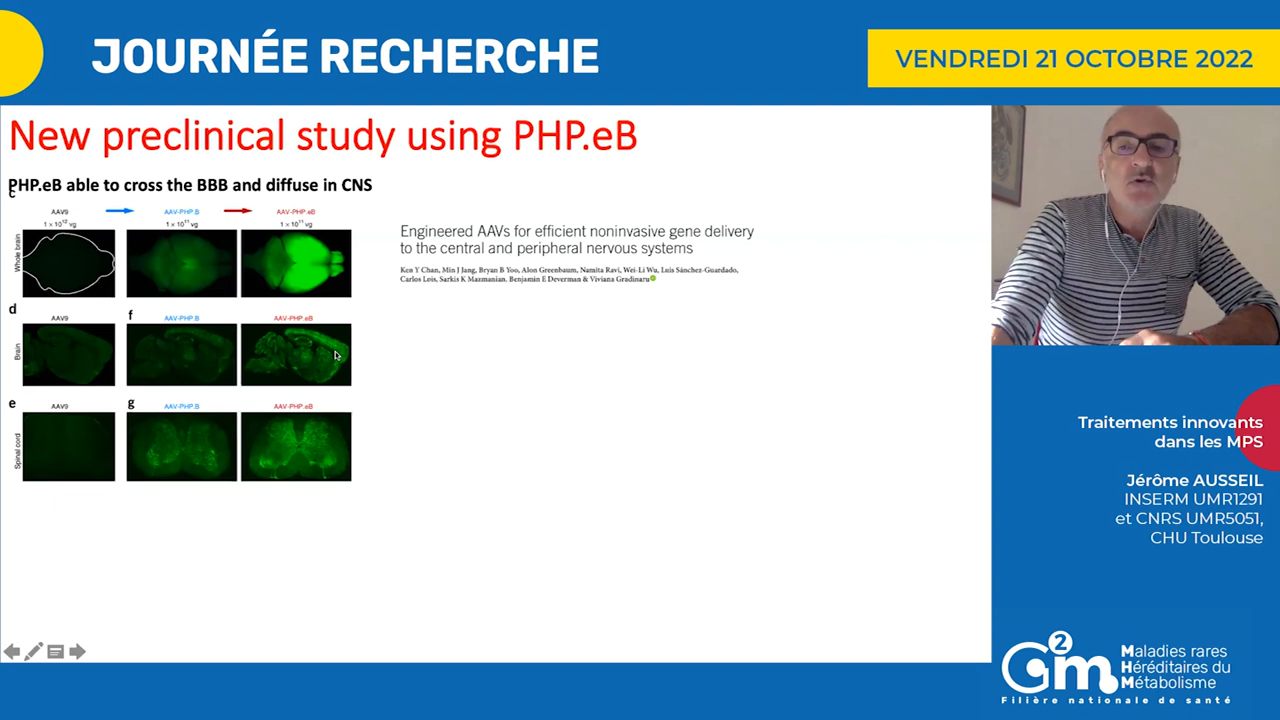 JOURNÉE RECHERCHE
VENDREDI 21 OCTOBRE 2022
New preclinical study using PHP.eB
PHP.eB able to cross the BBB and diffuse in CNS
c
AAV9
AAV-PHP.B
AAV-PHP.eB
1 × 10¹² vg
1 × 10¹¹ vg
1 × 10¹¹ vg
Whole brain
Engineered AAVs for efficient noninvasive gene delivery
to the central and peripheral nervous systems
Ken Y Chan, Min J Jang, Bryan B Yoo, Alon Greenbaum, Namita Ravi, Wei-Li Wu, Luis Sánchez-Guardado,
Carlos Lois, Sarkis K Mazmanian, Benjamin E Deverman & Viviana Gradinaru
d
AAV9
f
AAV-PHP.B
AAV-PHP.eB
Brain
e
AAV9
g
AAV-PHP.B
AAV-PHP.eB
Spinal cord
Traitements innovants
dans les MPS
Jérôme AUSSEIL
INSERM UMR1291
et CNRS UMR5051,
CHU Toulouse
G2m
Maladies rares
Héréditaires du
Métabolisme
Filière nationale de santé